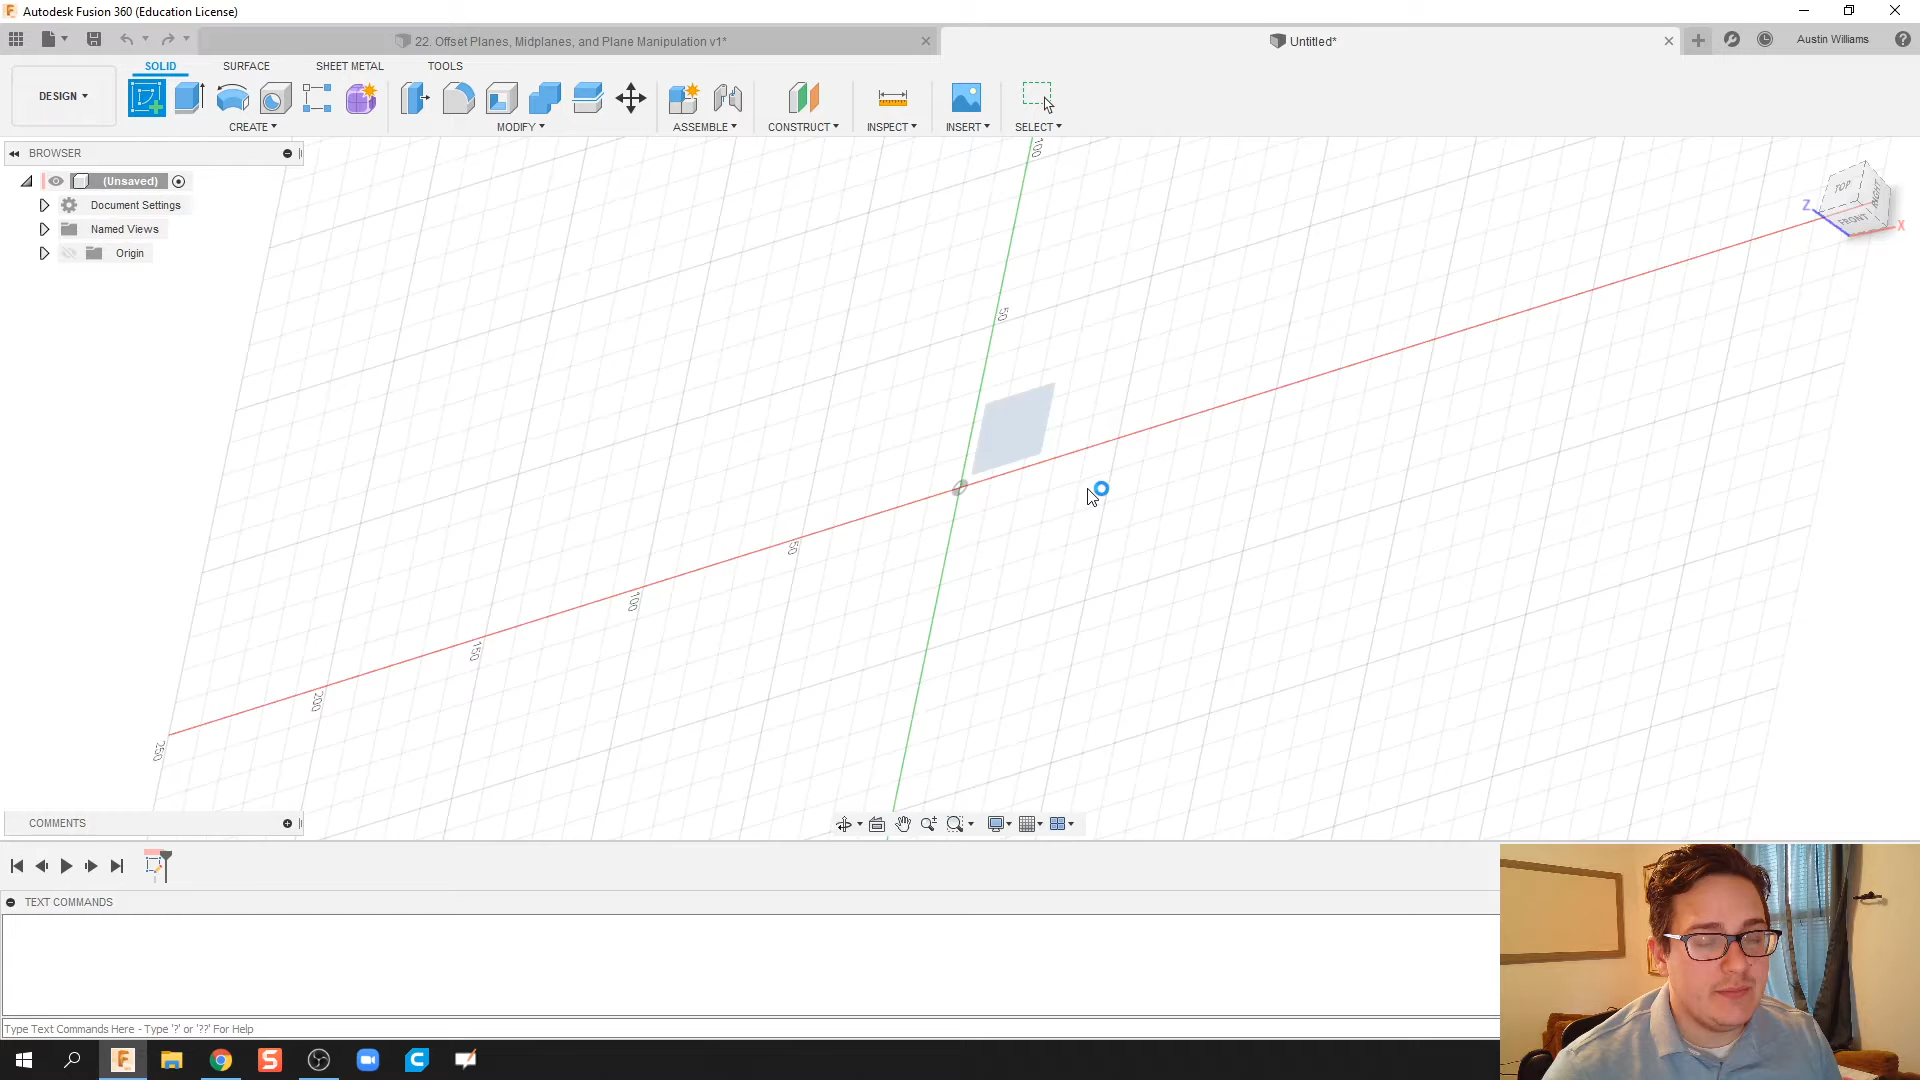 Autodesk Fusion 360 (Education License)
22. Offset Planes, Midplanes, and Plane Manipulation v1*
Untitled*
Austin Williams
SOLID
SURFACE
SHEET METAL
TOOLS
DESIGN
CREATE
MODIFY
ASSEMBLE
CONSTRUCT
INSPECT
INSERT
SELECT
BROWSER
(Unsaved)
Document Settings
Named Views
Origin
100
50
50
100
150
200
250
TOP
FRONT
RIGHT
Z
X
COMMENTS
TEXT COMMANDS
Type Text Commands Here - Type '?' or '??' For Help